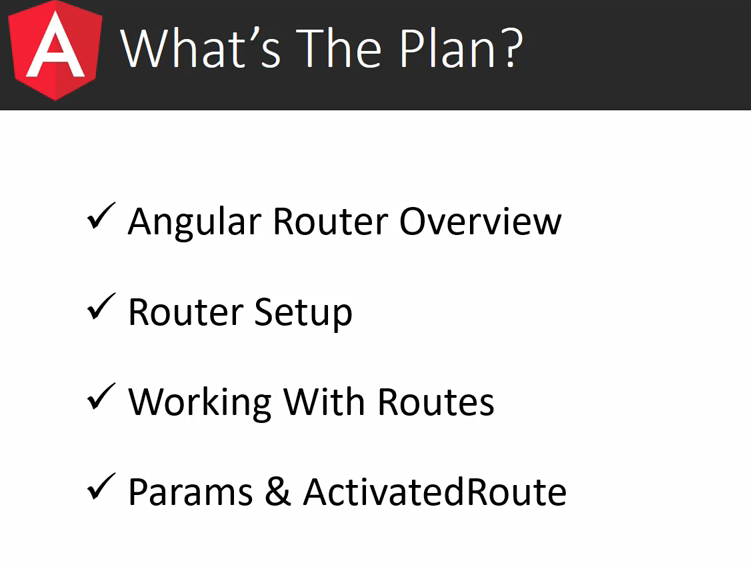 A
What's The Plan?
✓ Angular Router Overview
✓ Router Setup
✓ Working With Routes
✓ Params & ActivatedRoute